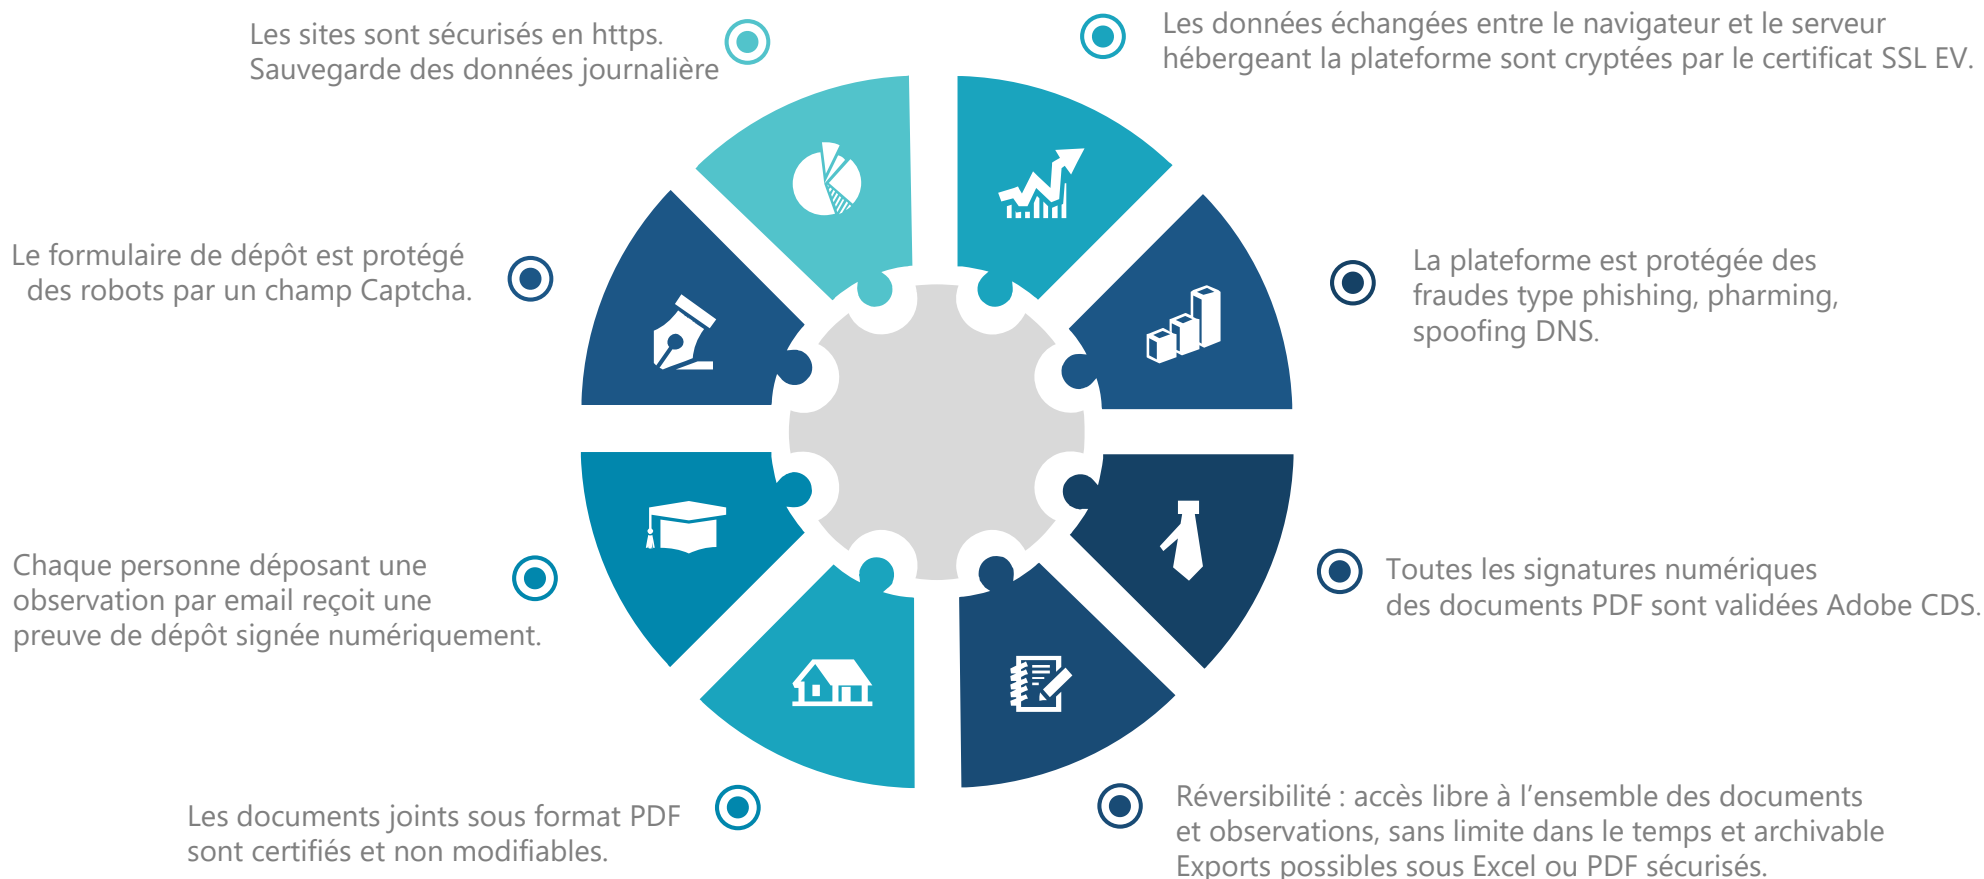 Les sites sont sécurisés en https.
Sauvegarde des données journalière
Les données échangées entre le navigateur et le serveur
hébergeant la plateforme sont cryptées par le certificat SSL EV.
Le formulaire de dépôt est protégé
des robots par un champ Captcha.
La plateforme est protégée des
fraudes type phishing, pharming,
spoofing DNS.
Chaque personne déposant une
observation par email reçoit une
preuve de dépôt signée numériquement.
Toutes les signatures numériques
des documents PDF sont validées Adobe CDS.
Les documents joints sous format PDF
sont certifiés et non modifiables.
Réversibilité : accès libre à l’ensemble des documents
et observations, sans limite dans le temps et archivable
Exports possibles sous Excel ou PDF sécurisés.